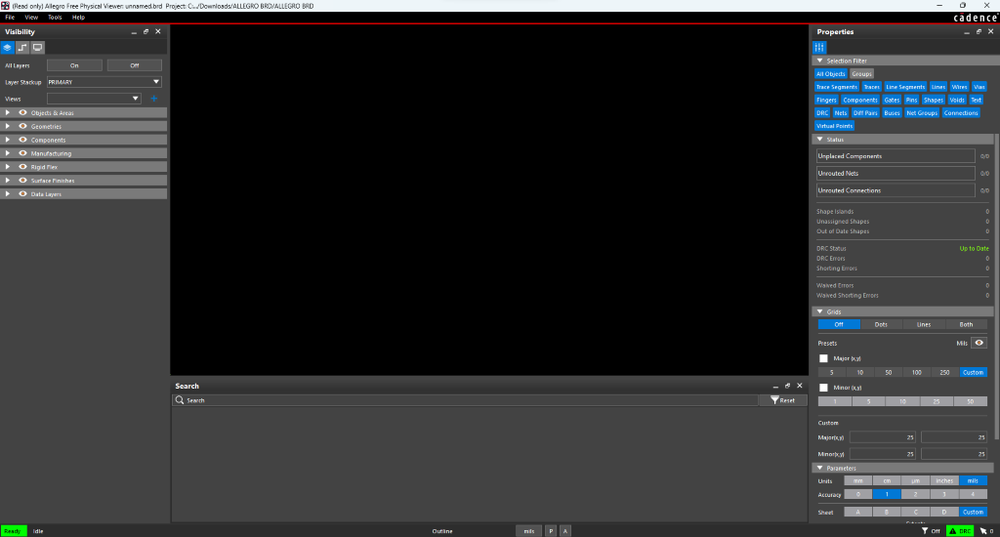 (Read only) Allegro Free Physical Viewer: unnamed.brd  Project: C:.../Downloads/ALLEGRO BRD/ALLEGRO BRD
File View Tools Help
cadence
Visibility
All Layers On Off
Layer Stackup PRIMARY
Views
Objects & Areas
Geometries
Components
Manufacturing
Rigid Flex
Surface Finishes
Data Layers
Search
Search Reset
Properties
Selection Filter
All Objects Groups
Trace Segments Traces Line Segments Lines Wires Vias
Fingers Components Gates Pins Shapes Voids Text
DRC Nets Diff Pairs Buses Net Groups Connections
Virtual Points
Status
Unplaced Components 0/0
Unrouted Nets 0/0
Unrouted Connections 0/0
Shape Islands 0
Unassigned Shapes 0
Out of Date Shapes 0
DRC Status Up to Date
DRC Errors 0
Shorting Errors 0
Waived Errors 0
Waived Shorting Errors 0
Grids
Off Dots Lines Both
Presets Mils
Major (x,y)
5 10 50 100 250 Custom
Minor (x,y)
1 5 10 25 50
Custom
Major(x,y) 25 25
Minor(x,y) 25 25
Parameters
Units mm cm µm inches mils
Accuracy 0 1 2 3 4
Sheet A B C D Custom
Ready Idle Outline mils P A Off DRC 0